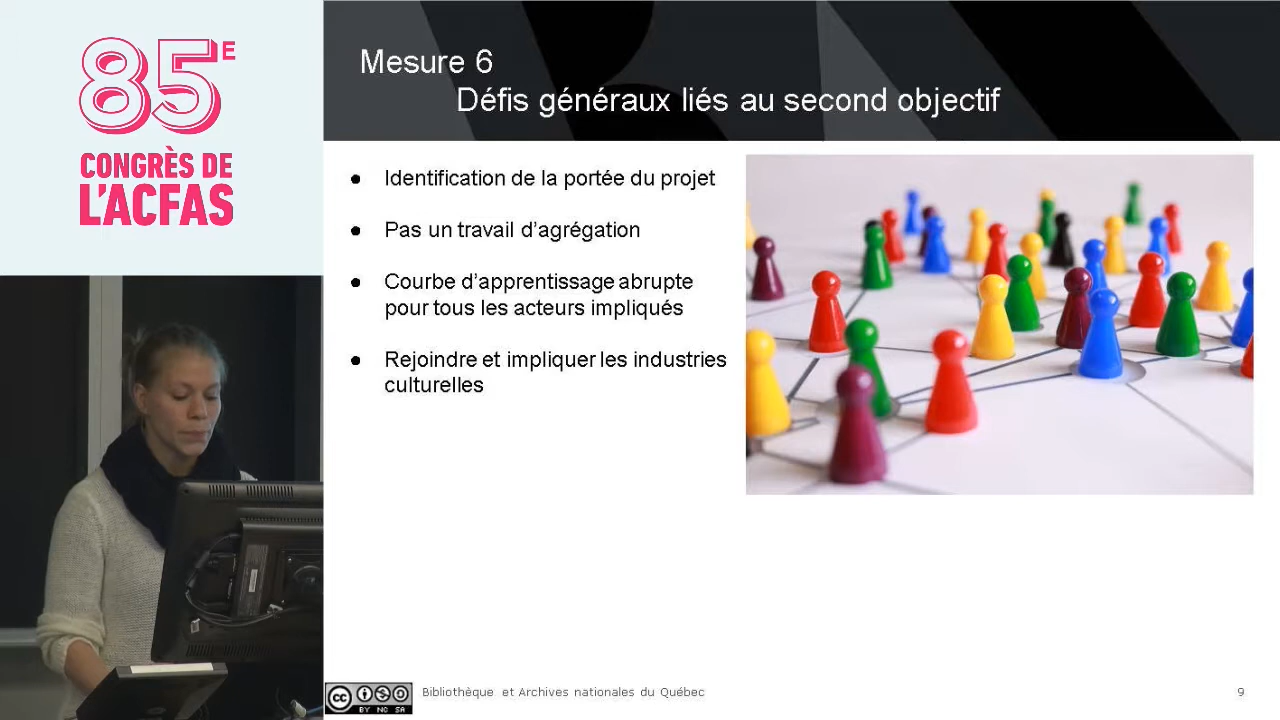 85E
CONGRÈS DE
L'ACFAS
Mesure 6
Défis généraux liés au second objectif
● Identification de la portée du projet
● Pas un travail d'agrégation
● Courbe d'apprentissage abrupte
pour tous les acteurs impliqués
● Rejoindre et impliquer les industries
culturelles
cc
BY NC SA
Bibliothèque et Archives nationales du Québec
9